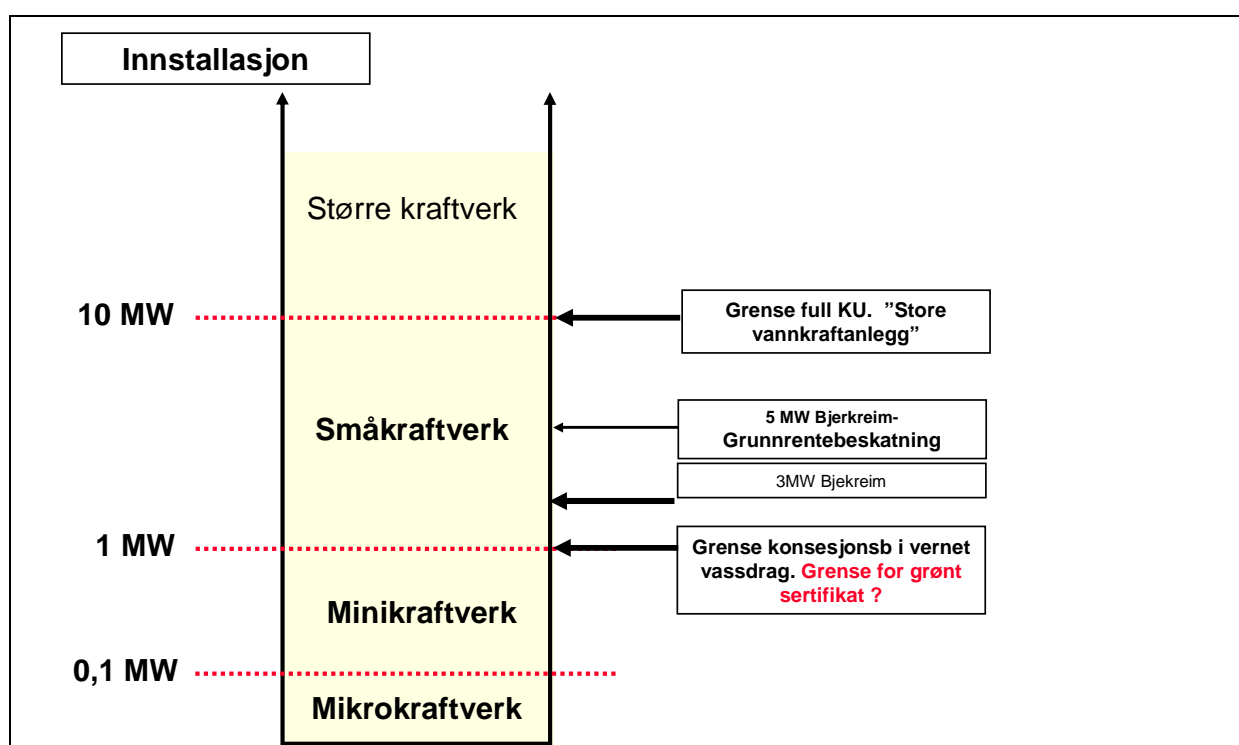 Innstallasjon
Større kraftverk
10 MW
Grense full KU. ”Store
vannkraftanlegg”
Småkraftverk
5 MW Bjerkreim-
Grunnrentebeskatning
3MW Bjekreim
1 MW
Grense konsesjonsb i vernet
vassdrag. Grense for grønt
sertifikat ?
Minikraftverk
0,1 MW
Mikrokraftverk